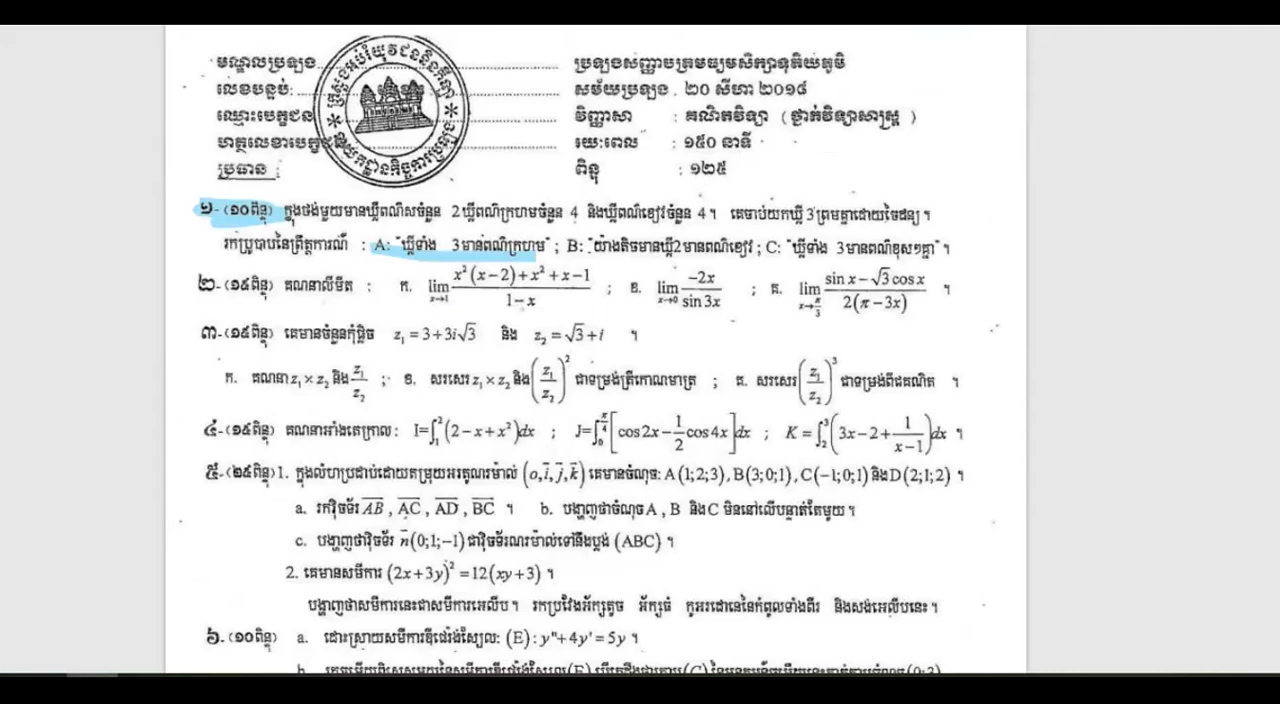 មណ្ឌលប្រឡង
លេខបន្ទប់:
ឈ្មោះបេក្ខជន
ហត្ថលេខាបេក្ខជន
ប្រធាន :
ប្រឡងសញ្ញាបត្រមធ្យមសិក្សាទុតិយភូមិ
សម័យប្រឡង : ២០ សីហា ២០១៨
វិញ្ញាសា : គណិតវិទ្យា ( ថ្នាក់វិទ្យាសាស្ត្រ )
រយៈពេល : ១៥០ នាទី
ពិន្ទុ : ១២៥
១-(១០ពិន្ទុ) ក្នុងថង់មួយមានឃ្លីពណ៌សចំនួន 2 ឃ្លីពណ៌ក្រហមចំនួន 4 និងឃ្លីពណ៌ខៀវចំនួន 4។ គេចាប់យកឃ្លី 3 ព្រមគ្នាដោយចៃដន្យ។
រកប្រូបាបនៃព្រឹត្តការណ៍ : A: "ឃ្លីទាំង 3មានពណ៌ក្រហម" ; B: "យ៉ាងតិចមានឃ្លី2មានពណ៌ខៀវ" ; C: "ឃ្លីទាំង 3មានពណ៌ខុសៗគ្នា" ។
២-(១៥ពិន្ទុ) គណនាលីមីត : ក. lim x→1 (x²(x−2)+x²+x−1)/(1−x) ; ខ. lim x→0 (−2x)/(sin 3x) ; គ. lim x→π/3 (sin x−√3 cos x)/(2(π−3x)) ។
៣-(១៥ពិន្ទុ) គេមានចំនួនកុំផ្លិច z₁ = 3+3i√3 និង z₂ = √3+i ។
ក. គណនា z₁×z₂ និង z₁/z₂ ; ខ. សរសេរ z₁×z₂ និង (z₁/z₂)² ជាទម្រង់ត្រីកោណមាត្រ ; គ. សរសេរ (z₁/z₂)³ ជាទម្រង់ពីជគណិត ។
៤-(១៥ពិន្ទុ) គណនាអាំងតេក្រាល : I=∫₁²(2−x+x²)dx ; J=∫₀^(π/4)[cos2x−½cos4x]dx ; K=∫₂³(3x−2+1/(x−1))dx ។
៥-(២៥ពិន្ទុ) 1. ក្នុងលំហប្រដាប់ដោយតម្រុយអរតូណរម៉ាល់ (o,i⃗,j⃗,k⃗) គេមានចំណុច: A(1;2;3), B(3;0;1), C(−1;0;1) និងD(2;1;2) ។
a. រកវ៉ិចទ័រ AB , AC , AD , BC ។ b. បង្ហាញថាចំណុចA , B និងC មិននៅលើបន្ទាត់តែមួយ។
c. បង្ហាញថាវ៉ិចទ័រ n⃗(0;1;−1) ជាវ៉ិចទ័រណរម៉ាល់ទៅនឹងប្លង់ (ABC) ។
2. គេមានសមីការ (2x+3y)² =12(xy+3) ។
បង្ហាញថាសមីការនេះជាសមីការអេលីប។ រកប្រវែងអ័ក្សតូច អ័ក្សធំ កូអរដោនេនៃកំពូលទាំងពីរ និងសង់អេលីបនេះ។
៦-(១០ពិន្ទុ) a. ដោះស្រាយសមីការឌីផេរ៉ង់ស្យែល: (E) : y"+ 4y' = 5y ។